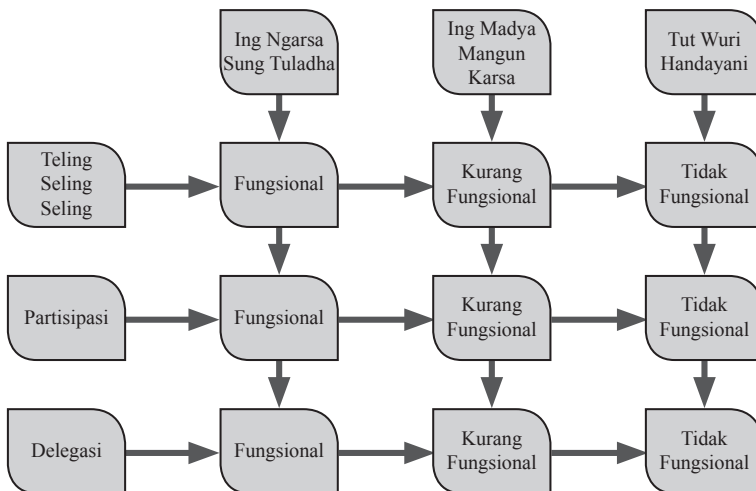 Ing Ngarsa
Sung Tuladha
Ing Madya
Mangun
Karsa
Tut Wuri
Handayani
Teling
Seling
Seling
Fungsional
Kurang
Fungsional
Tidak
Fungsional
Partisipasi
Fungsional
Kurang
Fungsional
Tidak
Fungsional
Delegasi
Fungsional
Kurang
Fungsional
Tidak
Fungsional